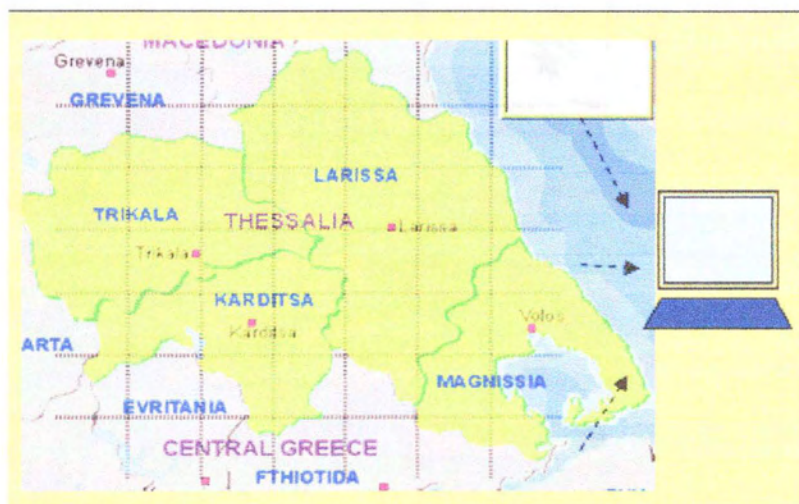 MACEDONIA
Grevena
GREVENA
LARISSA
TRIKALA
THESSALIA
Larissa
Trikala
KARDITSA
Karditsa
Volos
ARTA
MAGNISSIA
EVRITANIA
CENTRAL GREECE
FTHIOTIDA